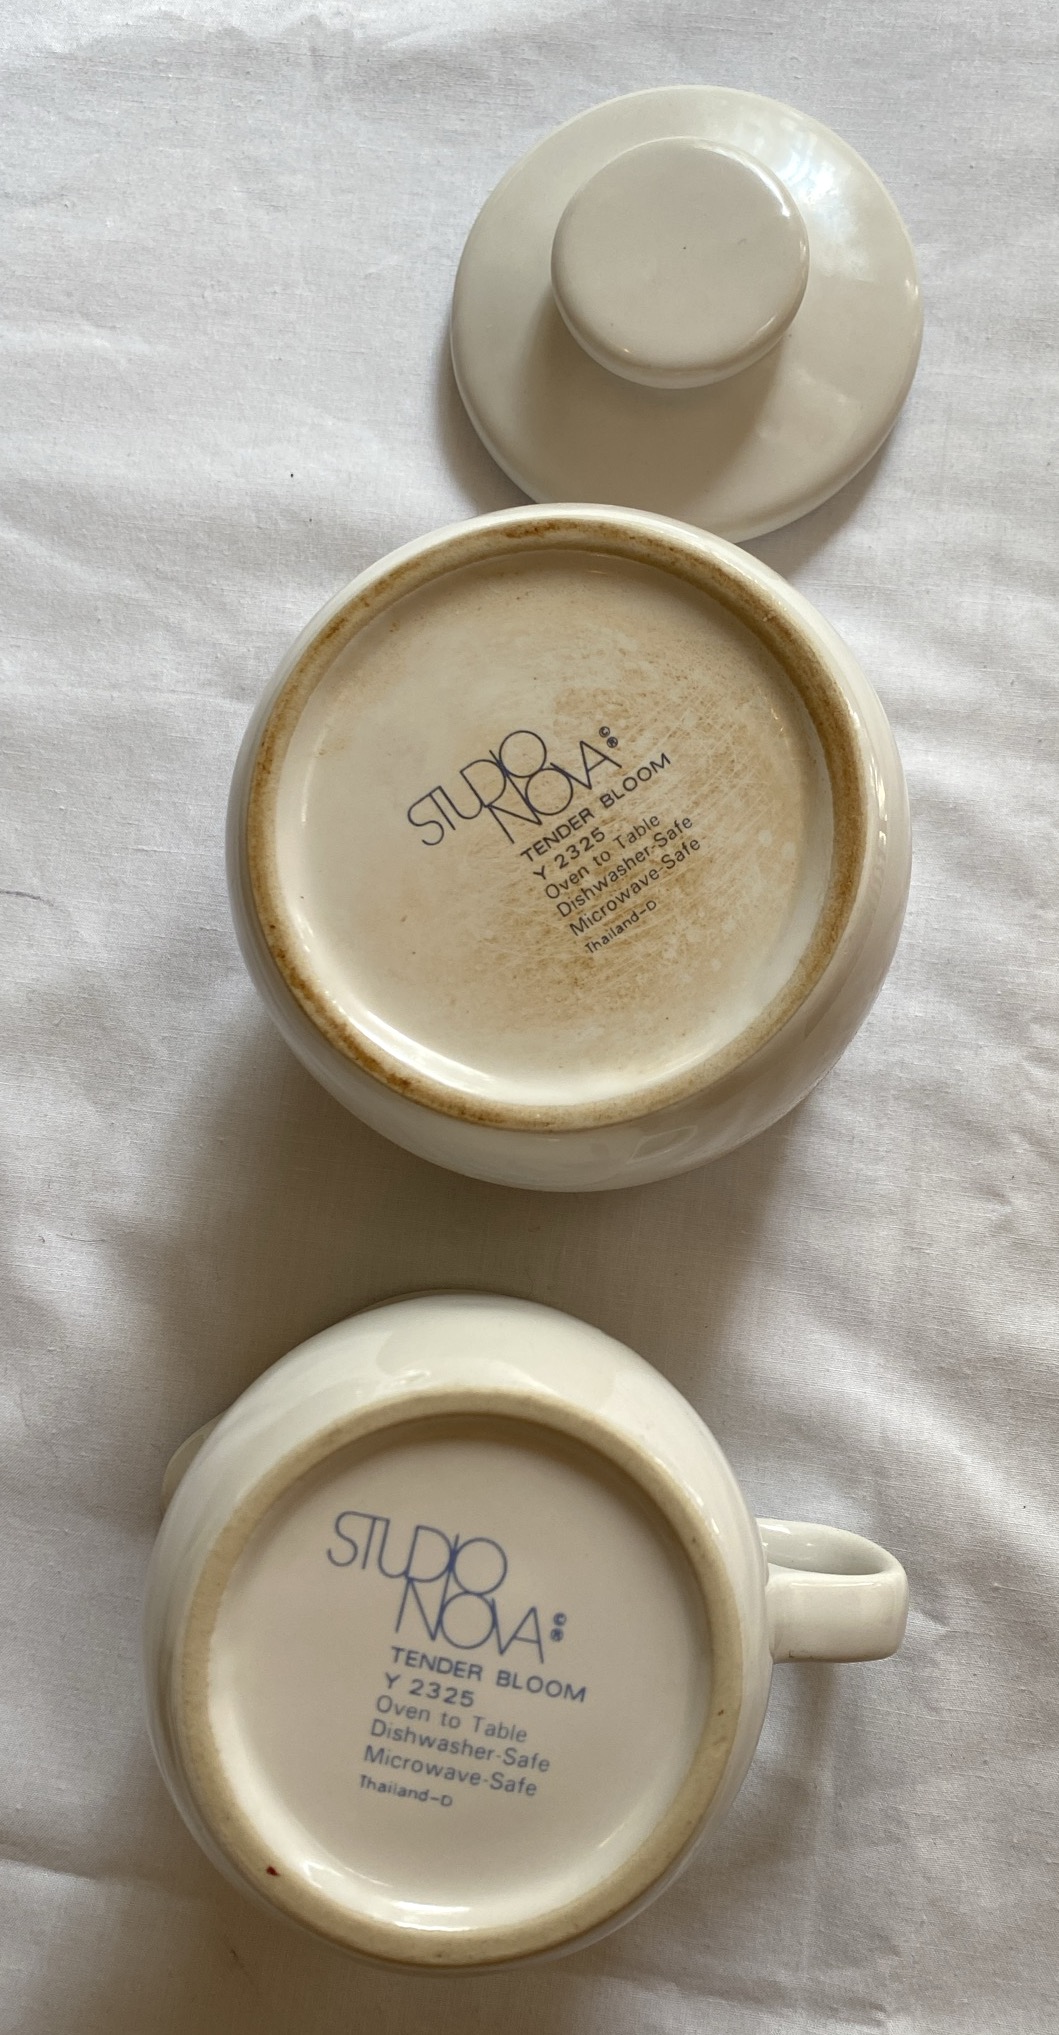 STUDIO
NOVA ©®
TENDER BLOOM
Y 2325
Oven to Table
Dishwasher-Safe
Microwave-Safe
Thailand-D
STUDIO
NOVA ©®
TENDER BLOOM
Y 2325
Oven to Table
Dishwasher-Safe
Microwave-Safe
Thailand-D